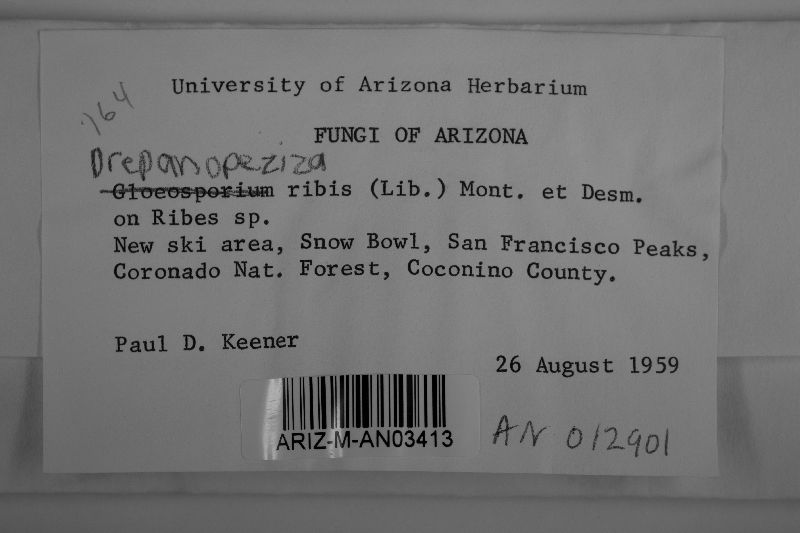 764
University of Arizona Herbarium
FUNGI OF ARIZONA
Drepanopeziza
Gloeosporium ribis (Lib.) Mont. et Desm.
on Ribes sp.
New ski area, Snow Bowl, San Francisco Peaks,
Coronado Nat. Forest, Coconino County.
Paul D. Keener
26 August 1959
ARIZ-M-AN03413
AN 012901